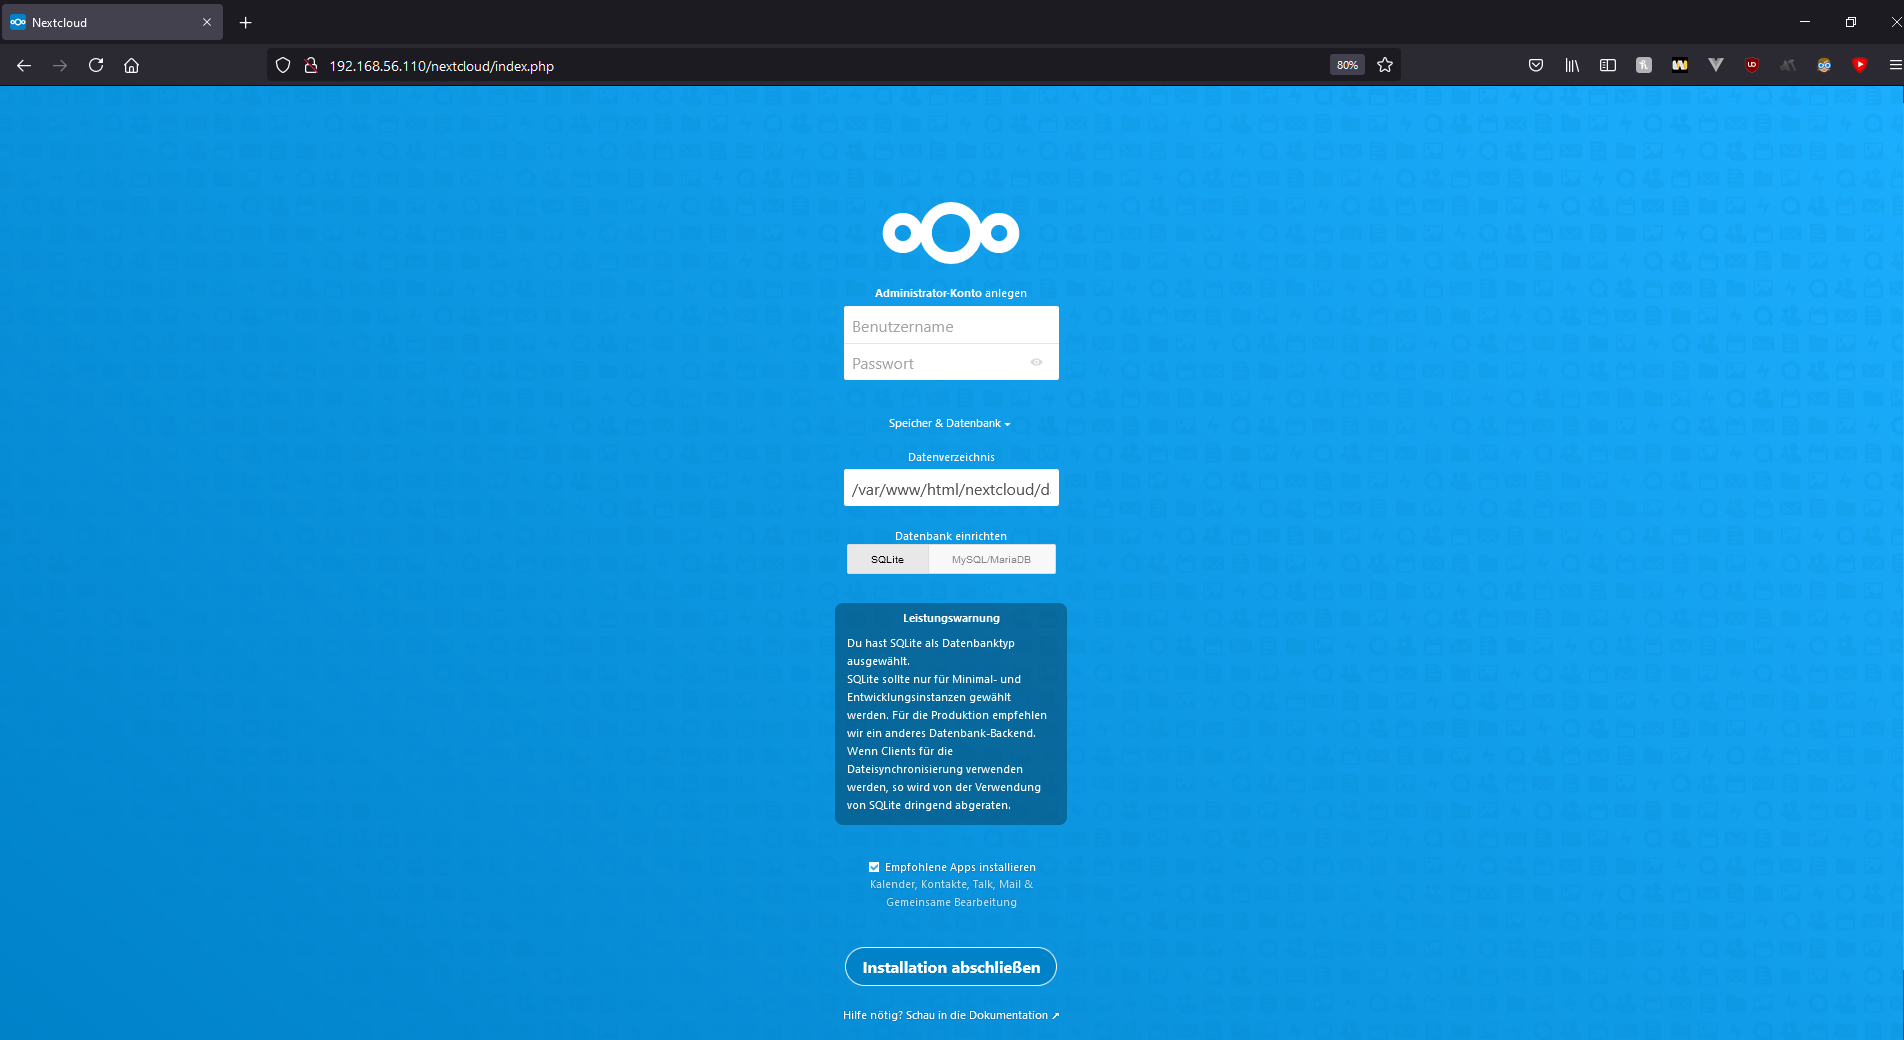 Nextcloud
192.168.56.110/nextcloud/index.php
80%
Administrator-Konto anlegen
Benutzername
Passwort
Speicher & Datenbank
Datenverzeichnis
/var/www/html/nextcloud/d
Datenbank einrichten
SQLite
MySQL/MariaDB
Leistungswarnung
Du hast SQLite als Datenbanktyp
ausgewählt.
SQLite sollte nur für Minimal- und
Entwicklungsinstanzen gewählt
werden. Für die Produktion empfehlen
wir ein anderes Datenbank-Backend.
Wenn Clients für die
Dateisynchronisierung verwenden
werden, so wird von der Verwendung
von SQLite dringend abgeraten.
Empfohlene Apps installieren
Kalender, Kontakte, Talk, Mail &
Gemeinsame Bearbeitung
Installation abschließen
Hilfe nötig? Schau in die Dokumentation ↗